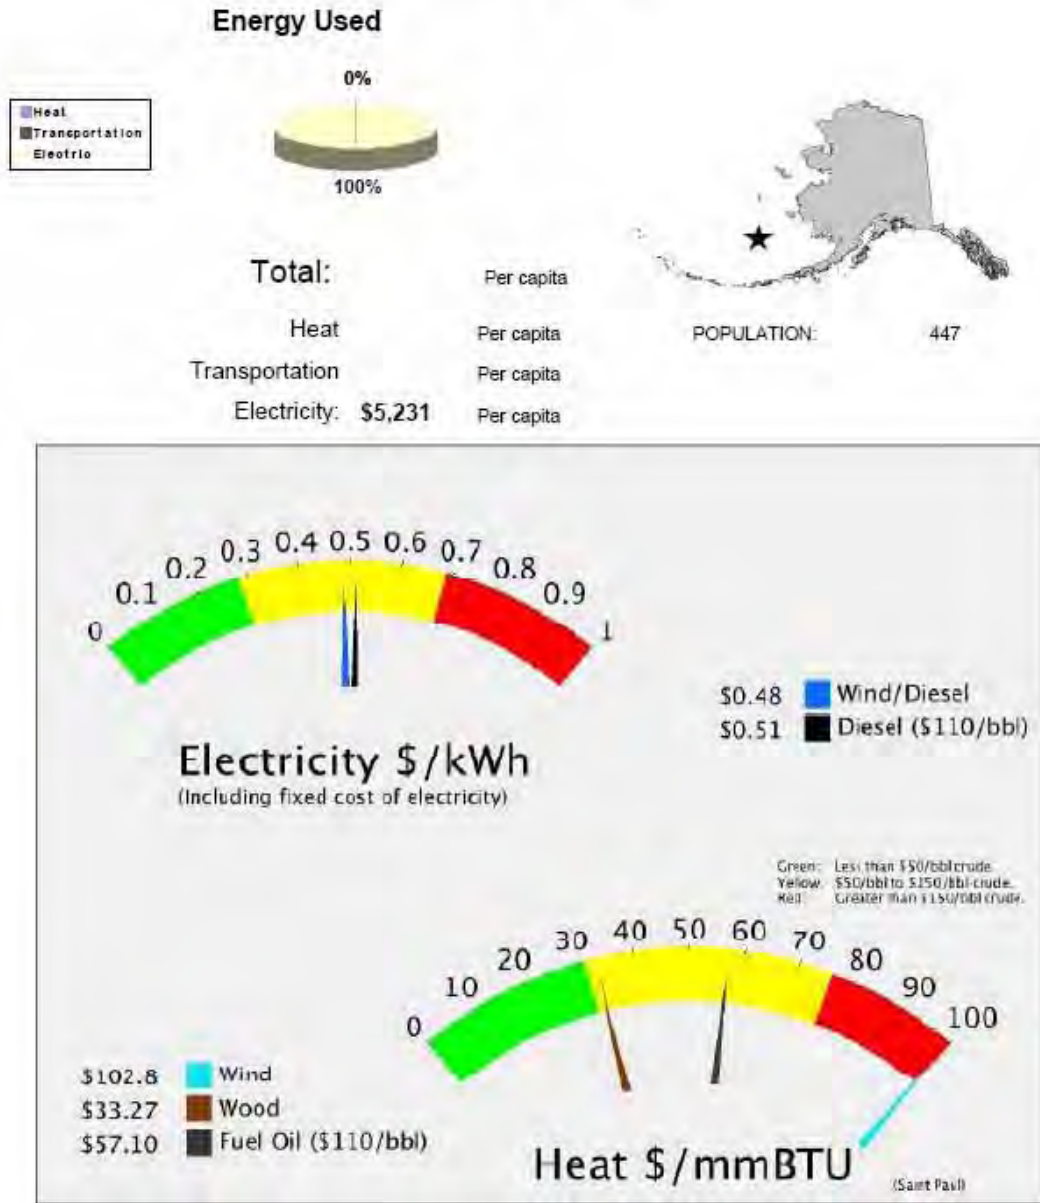 Energy Used
0%
Heat
Transportation
Electric
100%
Total: Per capita
Heat Per capita
Transportation Per capita
Electricity: $5,231 Per capita
POPULATION: 447
0 0.1 0.2 0.3 0.4 0.5 0.6 0.7 0.8 0.9 1
$0.48 Wind/Diesel
$0.51 Diesel ($110/bbl)
Electricity $/kWh
(Including fixed cost of electricity)
Green: Less than $50/bbl crude.
Yellow: $50/bbl to $150/bbl crude.
Red: Greater than $150/bbl crude.
0 10 20 30 40 50 60 70 80 90 100
$102.8 Wind
$33.27 Wood
$57.10 Fuel Oil ($110/bbl)
Heat $/mmBTU
(Saint Paul)